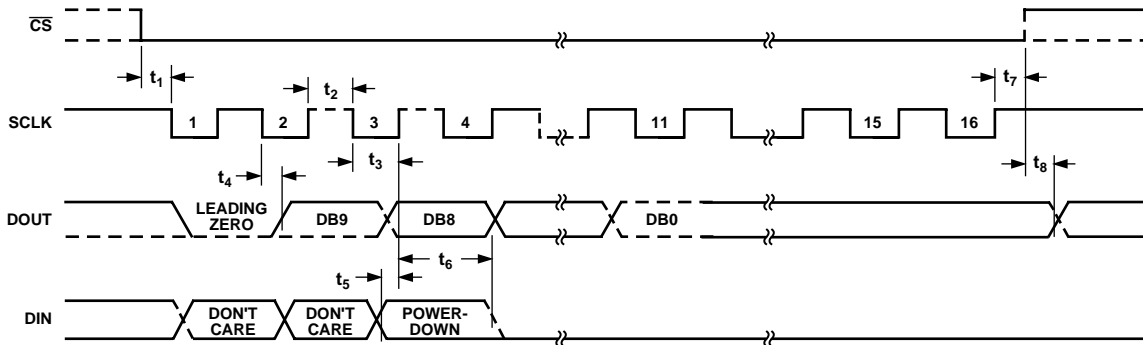 CS
t1
t2
t7
SCLK
1
2
3
4
11
15
16
t3
t4
t8
DOUT
LEADING
ZERO
DB9
DB8
DB0
t5
t6
DIN
DON'T
CARE
DON'T
CARE
POWER-
DOWN